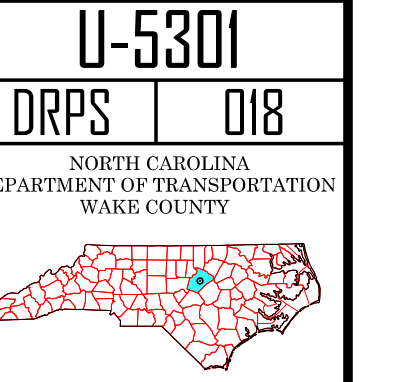 U-5301
DRPS 018
NORTH CAROLINA
EPARTMENT OF TRANSPORTATION
WAKE COUNTY